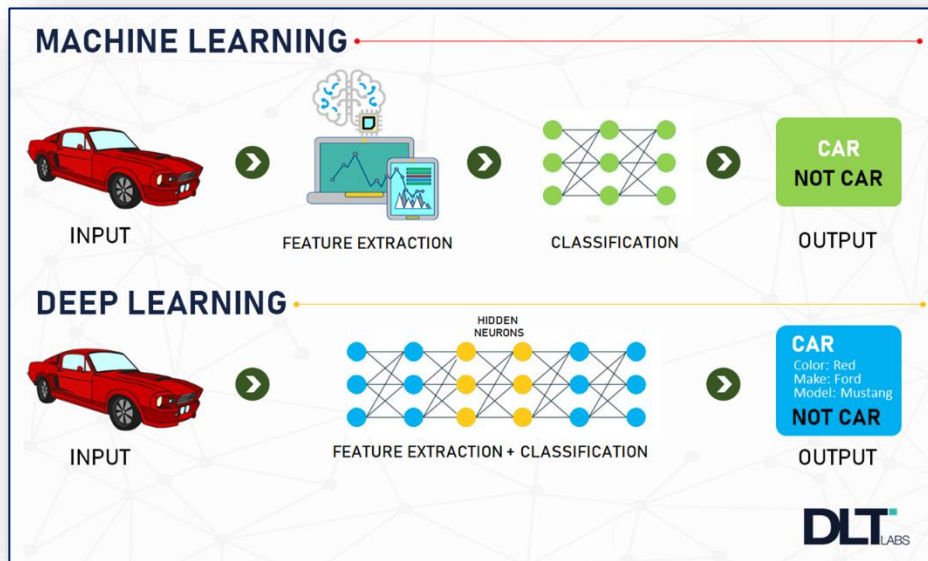 MACHINE LEARNING
INPUT
FEATURE EXTRACTION
CLASSIFICATION
CAR
NOT CAR
OUTPUT
DEEP LEARNING
HIDDEN
NEURONS
INPUT
FEATURE EXTRACTION + CLASSIFICATION
CAR
Color: Red
Make: Ford
Model: Mustang
NOT CAR
OUTPUT
DLT LABS